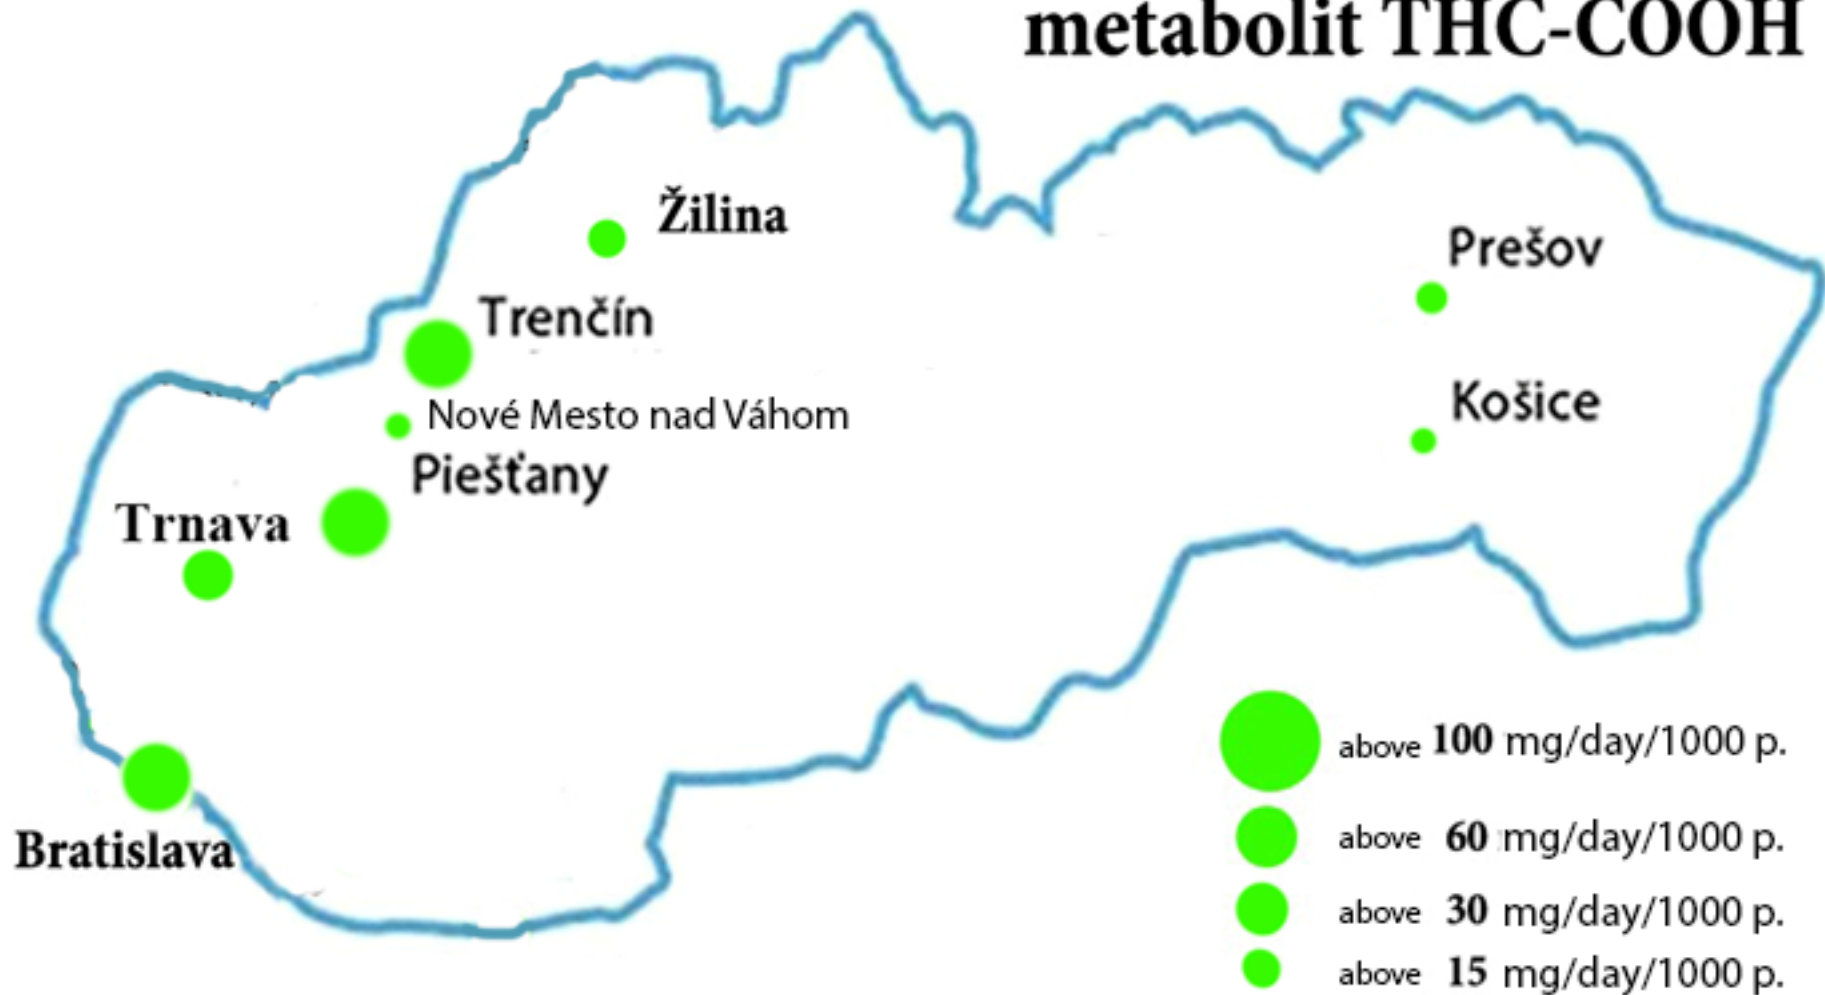 metabolit THC-COOH
Žilina
Prešov
Trenčín
Košice
Nové Mesto nad Váhom
Piešťany
Trnava
above 100 mg/day/1000 p.
above 60 mg/day/1000 p.
Bratislava
above 30 mg/day/1000 p.
above 15 mg/day/1000 p.